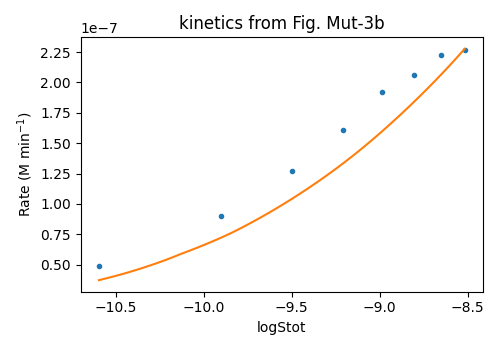 kinetics from Fig. Mut-3b
1e−7
2.25
2.00
1.75
1.50
1.25
1.00
0.75
0.50
Rate (M min⁻¹)
−10.5 −10.0 −9.5 −9.0 −8.5
logStot